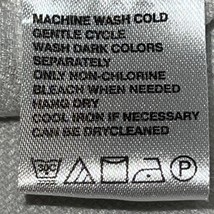 MACHINE WASH COLD
GENTLE CYCLE
WASH DARK COLORS
SEPARATELY
ONLY NON-CHLORINE
BLEACH WHEN NEEDED
HANG DRY
COOL IRON IF NECESSARY
CAN BE DRYCLEANED
P